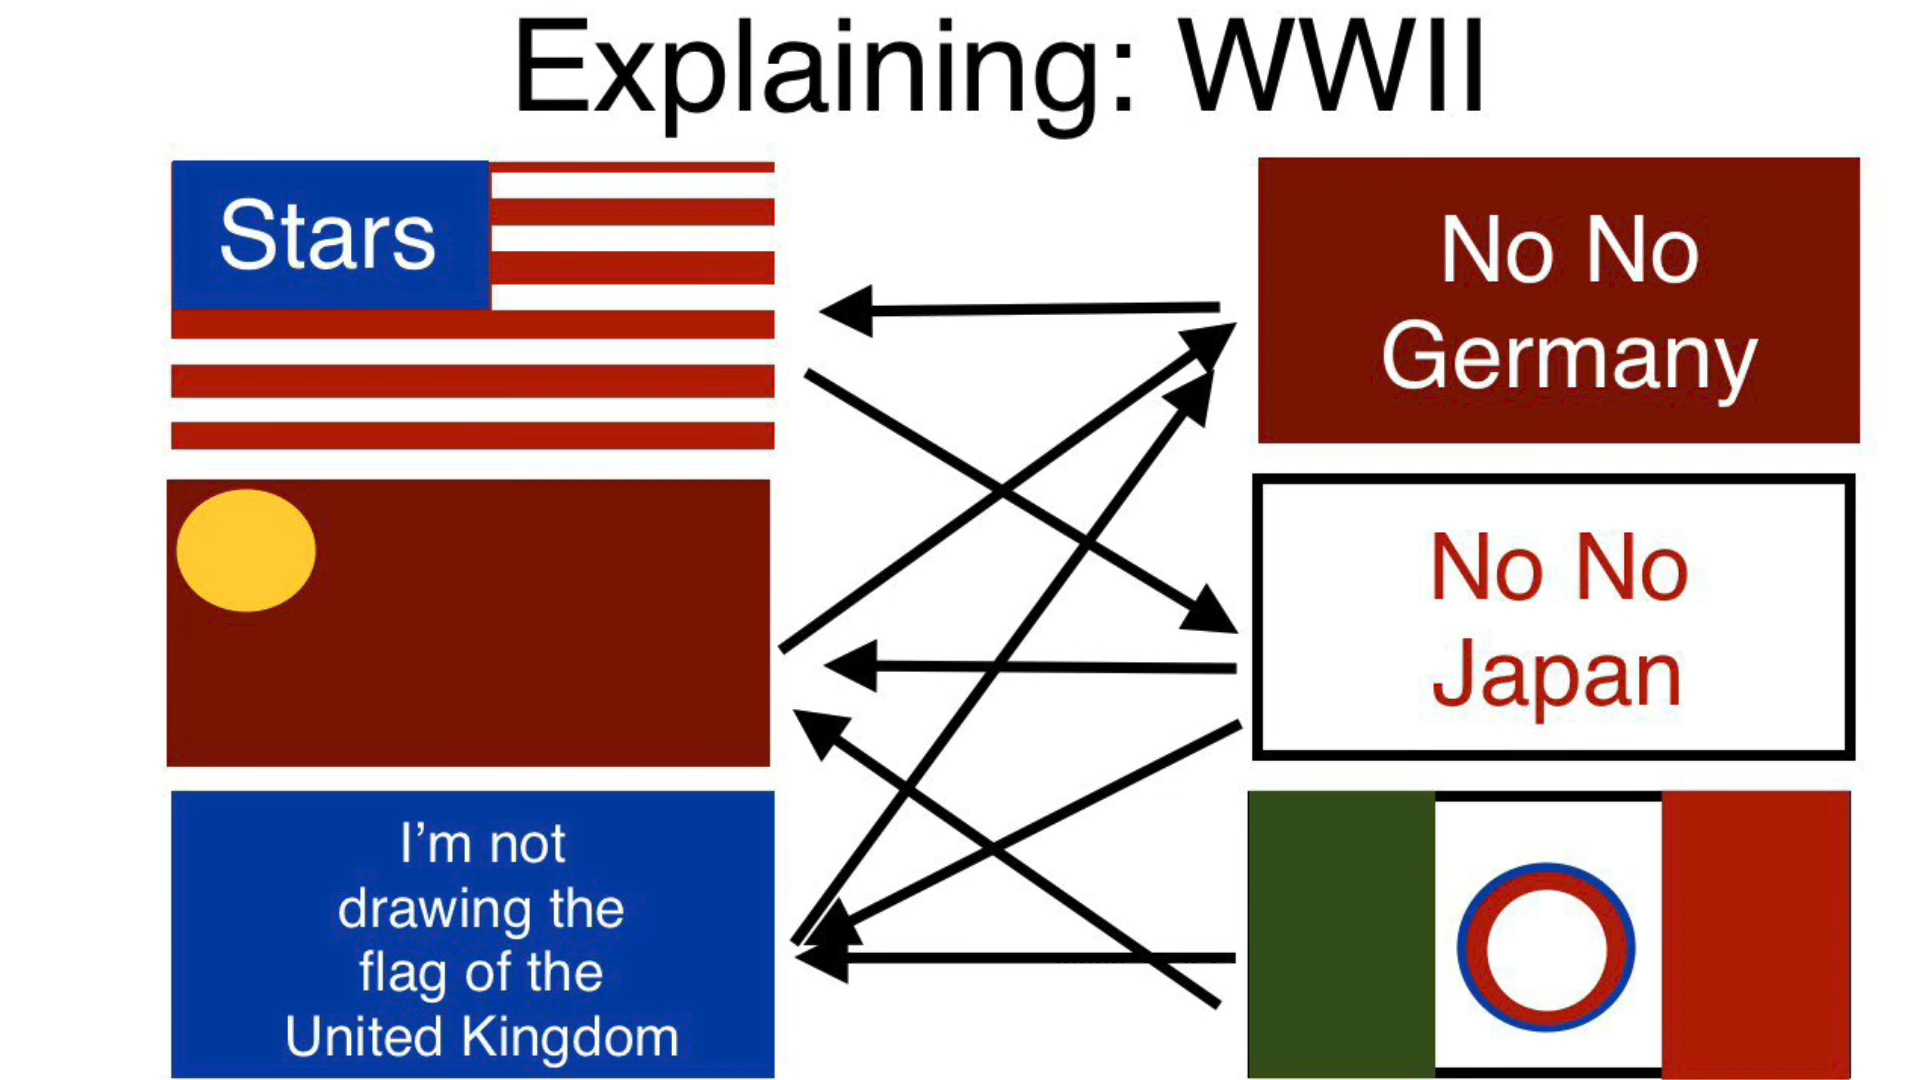 Explaining: WWII
Stars
No No
Germany
No No
Japan
I'm not
drawing the
flag of the
United Kingdom